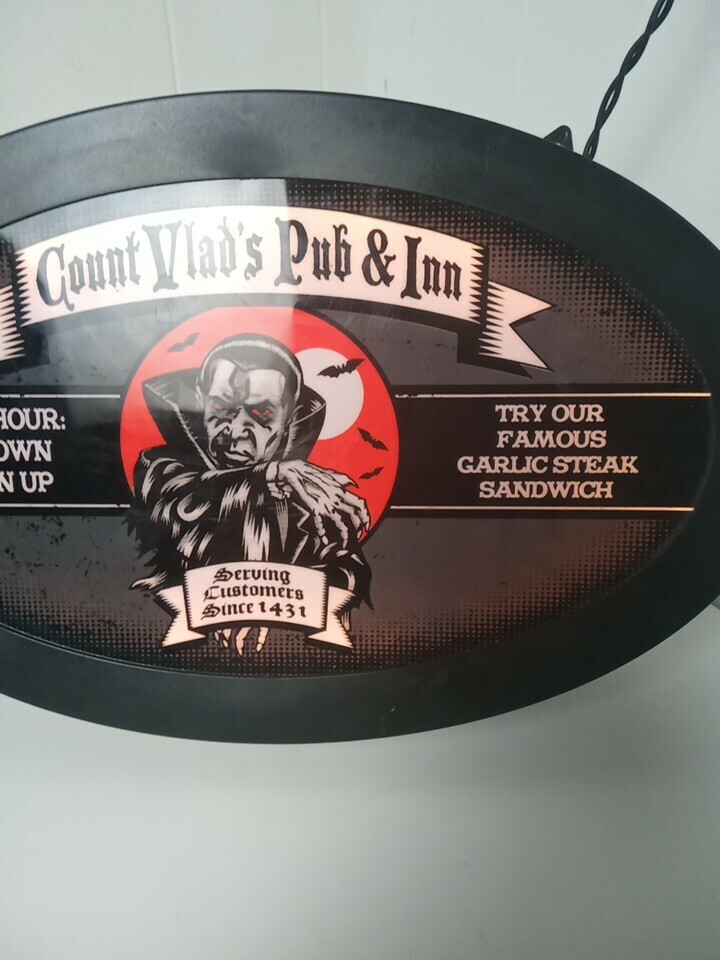 Count Vlad's Pub & Inn
HOUR:
OWN
N UP
TRY OUR
FAMOUS
GARLIC STEAK
SANDWICH
Serving
Customers
Since 1431